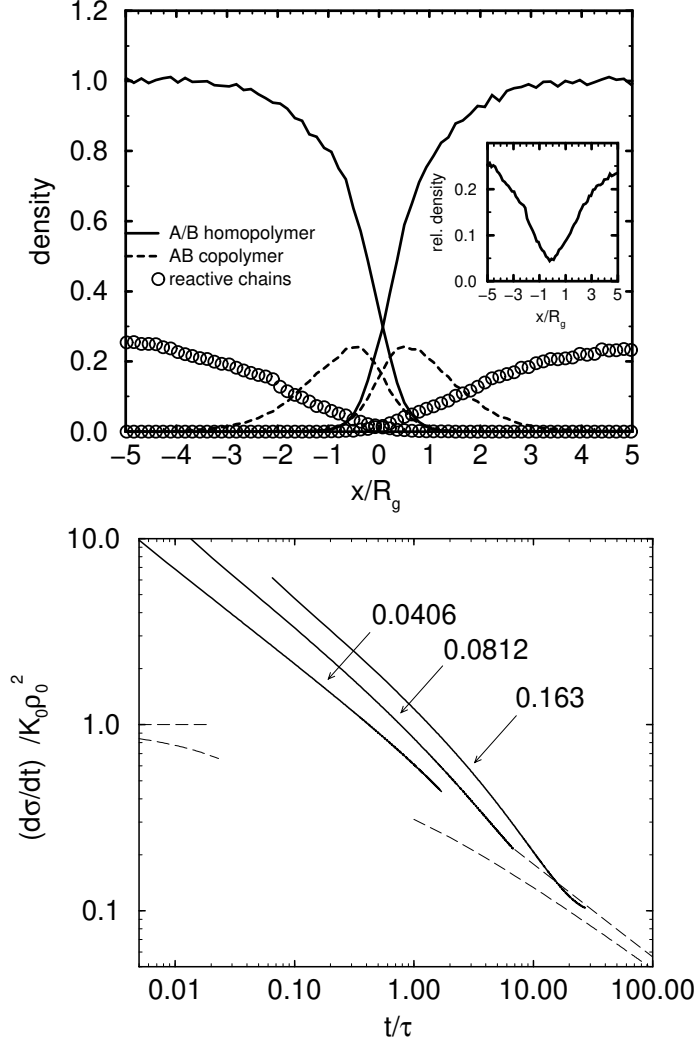 1.2
1.0
0.8
0.6
0.4
0.2
0.0
density
A/B homopolymer
AB copolymer
reactive chains
rel. density
0.2
0.1
0.0
−5 −3 −1 1 3 5
x/Rg
−5 −4 −3 −2 −1 0 1 2 3 4 5
x/Rg
10.0
1.0
0.1
(dσ/dt) /K₀ρ₀²
0.0406
0.0812
0.163
0.01 0.10 1.00 10.00 100.00
t/τ